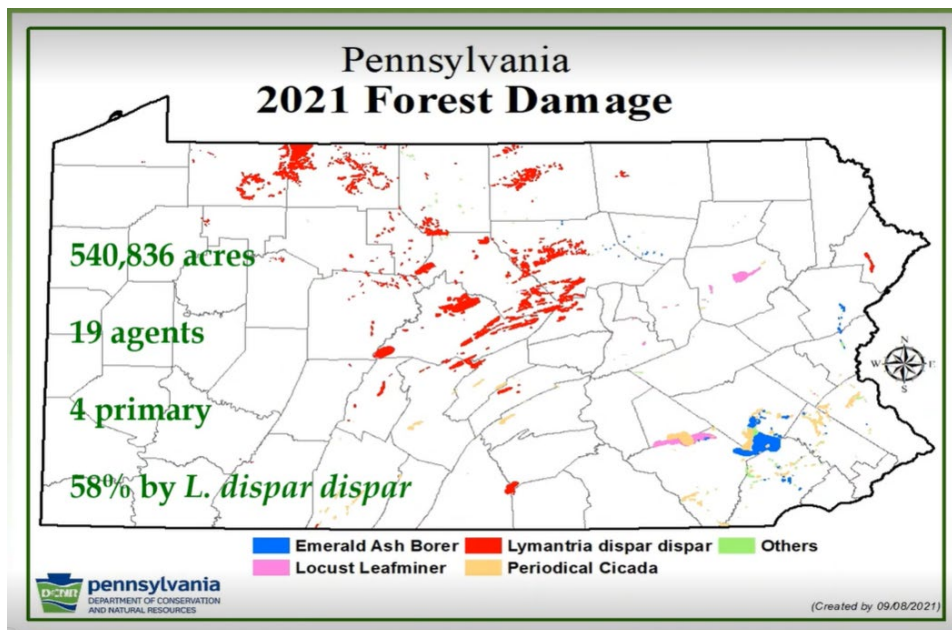 Pennsylvania
2021 Forest Damage
540,836 acres
19 agents
4 primary
58% by L. dispar dispar
N
W E
S
Emerald Ash Borer
Lymantria dispar dispar
Others
Locust Leafminer
Periodical Cicada
DCNR
pennsylvania
DEPARTMENT OF CONSERVATION
AND NATURAL RESOURCES
(Created by 09/08/2021)